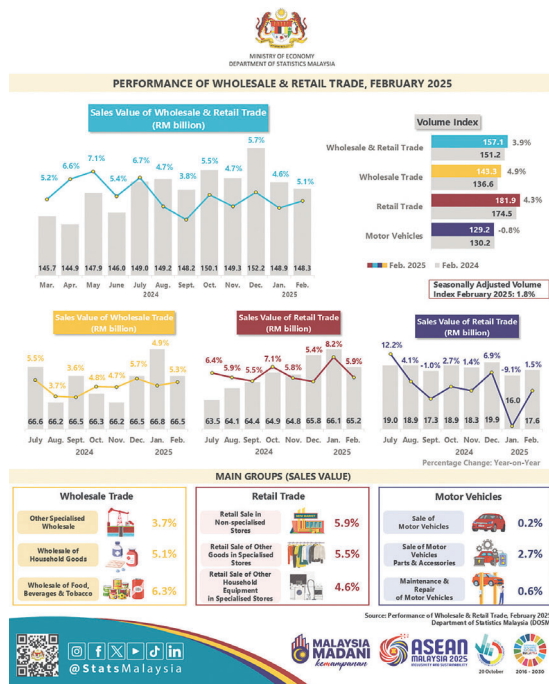 MINISTRY OF ECONOMY
DEPARTMENT OF STATISTICS MALAYSIA
PERFORMANCE OF WHOLESALE & RETAIL TRADE, FEBRUARY 2025
Sales Value of Wholesale & Retail Trade
(RM billion)
5.2% 6.6% 7.1% 5.4% 6.7% 4.7% 3.8% 5.5% 4.7% 5.7% 4.6% 5.1%
145.7 144.9 147.9 146.0 149.0 149.2 148.2 150.1 149.3 152.2 148.9 148.3
Mar. Apr. May June July Aug. Sept. Oct. Nov. Dec. Jan. Feb.
2024 2025
Volume Index
Wholesale & Retail Trade 157.1 3.9%
151.2
Wholesale Trade 143.3 4.9%
136.6
Retail Trade 181.9 4.3%
174.5
Motor Vehicles 129.2 -0.8%
130.2
Feb. 2025 Feb. 2024
Seasonally Adjusted Volume
Index February 2025: 1.8%
Sales Value of Wholesale Trade
(RM billion)
5.5% 3.7% 3.6% 4.8% 4.7% 5.7% 4.9% 5.3%
66.6 66.2 66.5 66.3 66.2 66.5 66.8 66.5
July Aug. Sept. Oct. Nov. Dec. Jan. Feb.
2024 2025
Sales Value of Retail Trade
(RM billion)
6.4% 5.9% 5.5% 7.1% 5.8% 5.4% 8.2% 5.9%
63.5 64.1 64.4 64.9 64.8 65.8 66.1 65.2
July Aug. Sept. Oct. Nov. Dec. Jan. Feb.
2024 2025
Sales Value of Retail Trade
(RM billion)
12.2% 4.1% -1.0% 2.7% 1.4% 6.9% -9.1% 1.5%
19.0 18.9 17.3 18.9 18.3 19.9 16.0 17.6
July Aug. Sept. Oct. Nov. Dec. Jan. Feb.
2024 2025
Percentage Change: Year-on-Year
MAIN GROUPS (SALES VALUE)
Wholesale Trade
Other Specialised
Wholesale
3.7%
Wholesale of
Household Goods
5.1%
Wholesale of Food,
Beverages & Tobacco
6.3%
Retail Trade
Retail Sale in
Non-specialised
Stores
5.9%
Retail Sale of Other
Goods in Specialised
Stores
5.5%
Retail Sale of Other
Household
Equipment
in Specialised Stores
4.6%
Motor Vehicles
Sale of
Motor Vehicles
0.2%
Sale of Motor
Vehicles
Parts & Accessories
2.7%
Maintenance &
Repair
of Motor Vehicles
0.6%
Source: Performance of Wholesale & Retail Trade, February 2025
Department of Statistics Malaysia (DOSM
@StatsMalaysia
MALAYSIA
MADANI
kemampanan
ASEAN
MALAYSIA 2025
INCLUSIVITY AND SUSTAINABILITY
20 October
2016 - 2030